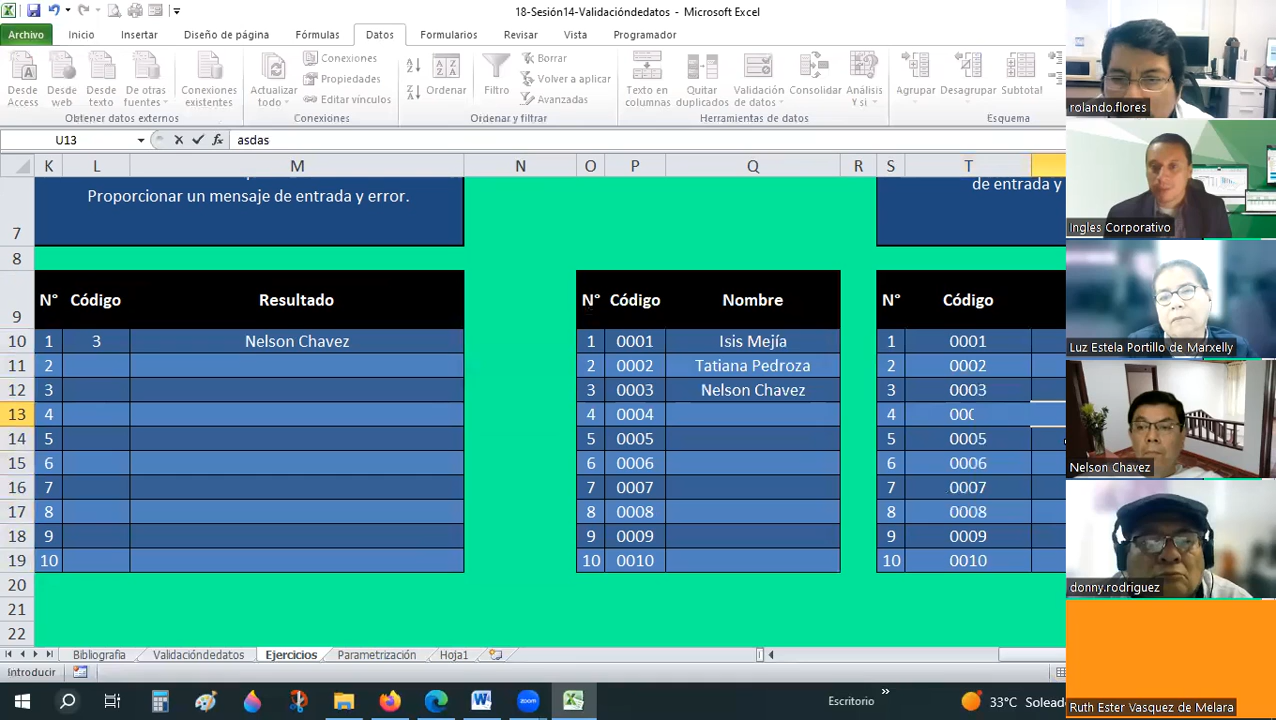 18-Sesión14-Validacióndedatos - Microsoft Excel
Archivo Inicio Insertar Diseño de página Fórmulas Datos Formularios Revisar Vista Programador
Desde Access
Desde web
Desde texto
De otras fuentes
Conexiones existentes
Obtener datos externos
Actualizar todo
Conexiones
Propiedades
Editar vínculos
Conexiones
Ordenar
Filtro
Borrar
Volver a aplicar
Avanzadas
Ordenar y filtrar
Texto en columnas
Quitar duplicados
Validación de datos
Consolidar
Análisis Y si
Herramientas de datos
Agrupar
Desagrupar
Subtotal
Esquema
U13 asdas
K L M N O P Q R S T
7 Proporcionar un mensaje de entrada y error. de entrada y
8
9 N° Código Resultado N° Código Nombre N° Código
10 1 3 Nelson Chavez 1 0001 Isis Mejía 1 0001
11 2 2 0002 Tatiana Pedroza 2 0002
12 3 3 0003 Nelson Chavez 3 0003
13 4 4 0004 4
14 5 5 0005 5 0005
15 6 6 0006 6 0006
16 7 7 0007 7 0007
17 8 8 0008 8 0008
18 9 9 0009 9 0009
19 10 10 0010 10 0010
20
21
22
Bibliografia Validacióndedatos Ejercicios Parametrización Hoja1
Introducir
W zoom Escritorio » 33°C
rolando.flores
Ingles Corporativo
Luz Estela Portillo de Marxelly
Nelson Chavez
donny.rodriguez
Ruth Ester Vasquez de Melara